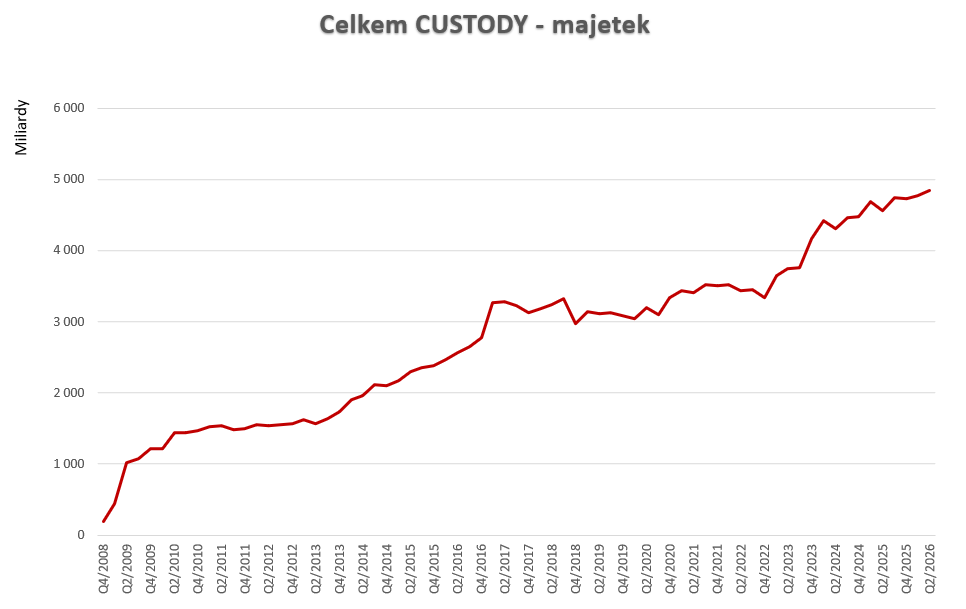 Celkem CUSTODY - majetek
Miliardy
6 000
5 000
4 000
3 000
2 000
1 000
0
Q4/2008
Q2/2009
Q4/2009
Q2/2010
Q4/2010
Q2/2011
Q4/2011
Q2/2012
Q4/2012
Q2/2013
Q4/2013
Q2/2014
Q4/2014
Q2/2015
Q4/2015
Q2/2016
Q4/2016
Q2/2017
Q4/2017
Q2/2018
Q4/2018
Q2/2019
Q4/2019
Q2/2020
Q4/2020
Q2/2021
Q4/2021
Q2/2022
Q4/2022
Q2/2023
Q4/2023
Q2/2024
Q4/2024
Q2/2025
Q4/2025
Q2/2026